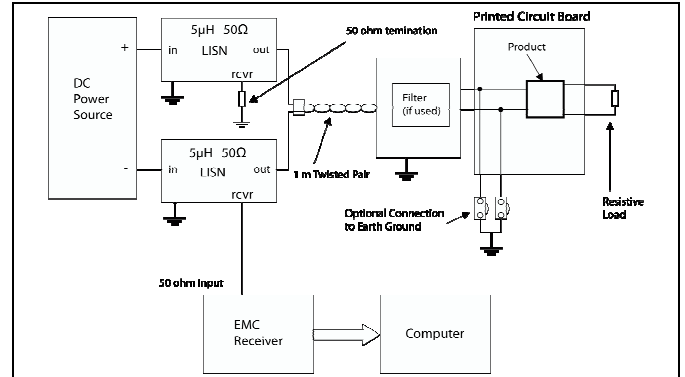 Printed Circuit Board
5µH 50Ω
50 ohm temination
+
in
LISN
out
Product
rcvr
DC
Power
Source
Filter
(if used)
5µH 50Ω
-
in
LISN
out
1 m Twisted Pair
rcvr
Optional Connection
to Earth Ground
Resistive
Load
50 ohm input
EMC
Receiver
Computer